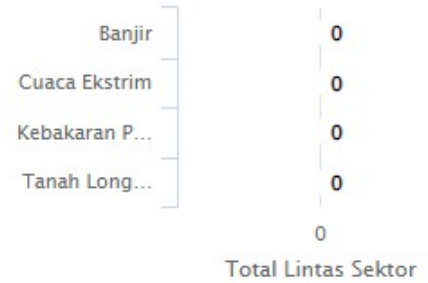 Banjir 0
Cuaca Ekstrim 0
Kebakaran P... 0
Tanah Long... 0
0
Total Lintas Sektor